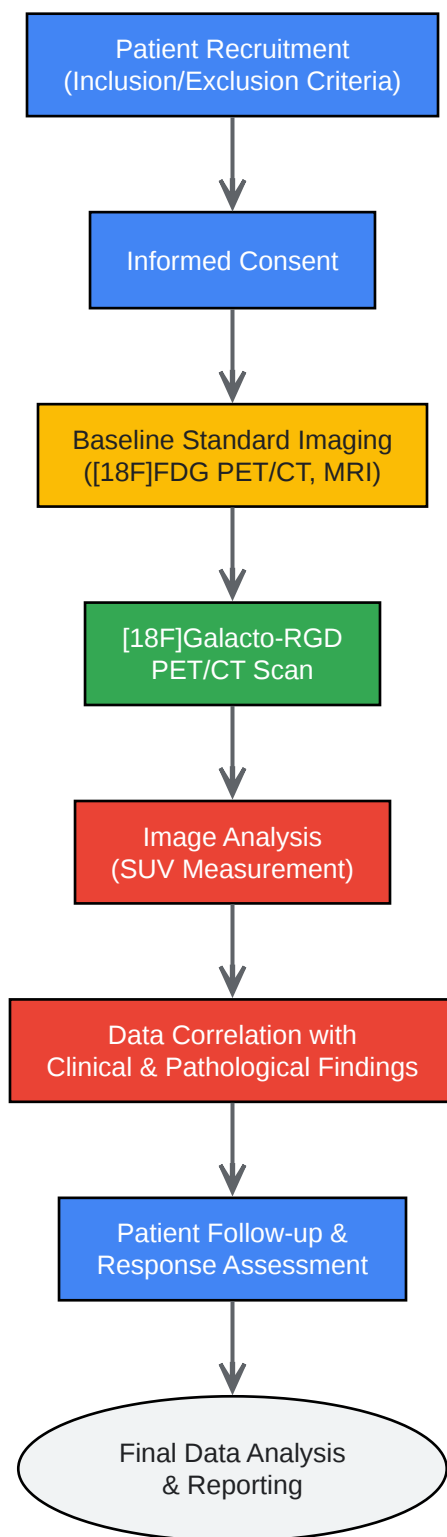 Patient Recruitment
(Inclusion/Exclusion Criteria)
Informed Consent
Baseline Standard Imaging
([18F]FDG PET/CT, MRI)
[18F]Galacto-RGD
PET/CT Scan
Image Analysis
(SUV Measurement)
Data Correlation with
Clinical & Pathological Findings
Patient Follow-up &
Response Assessment
Final Data Analysis
& Reporting